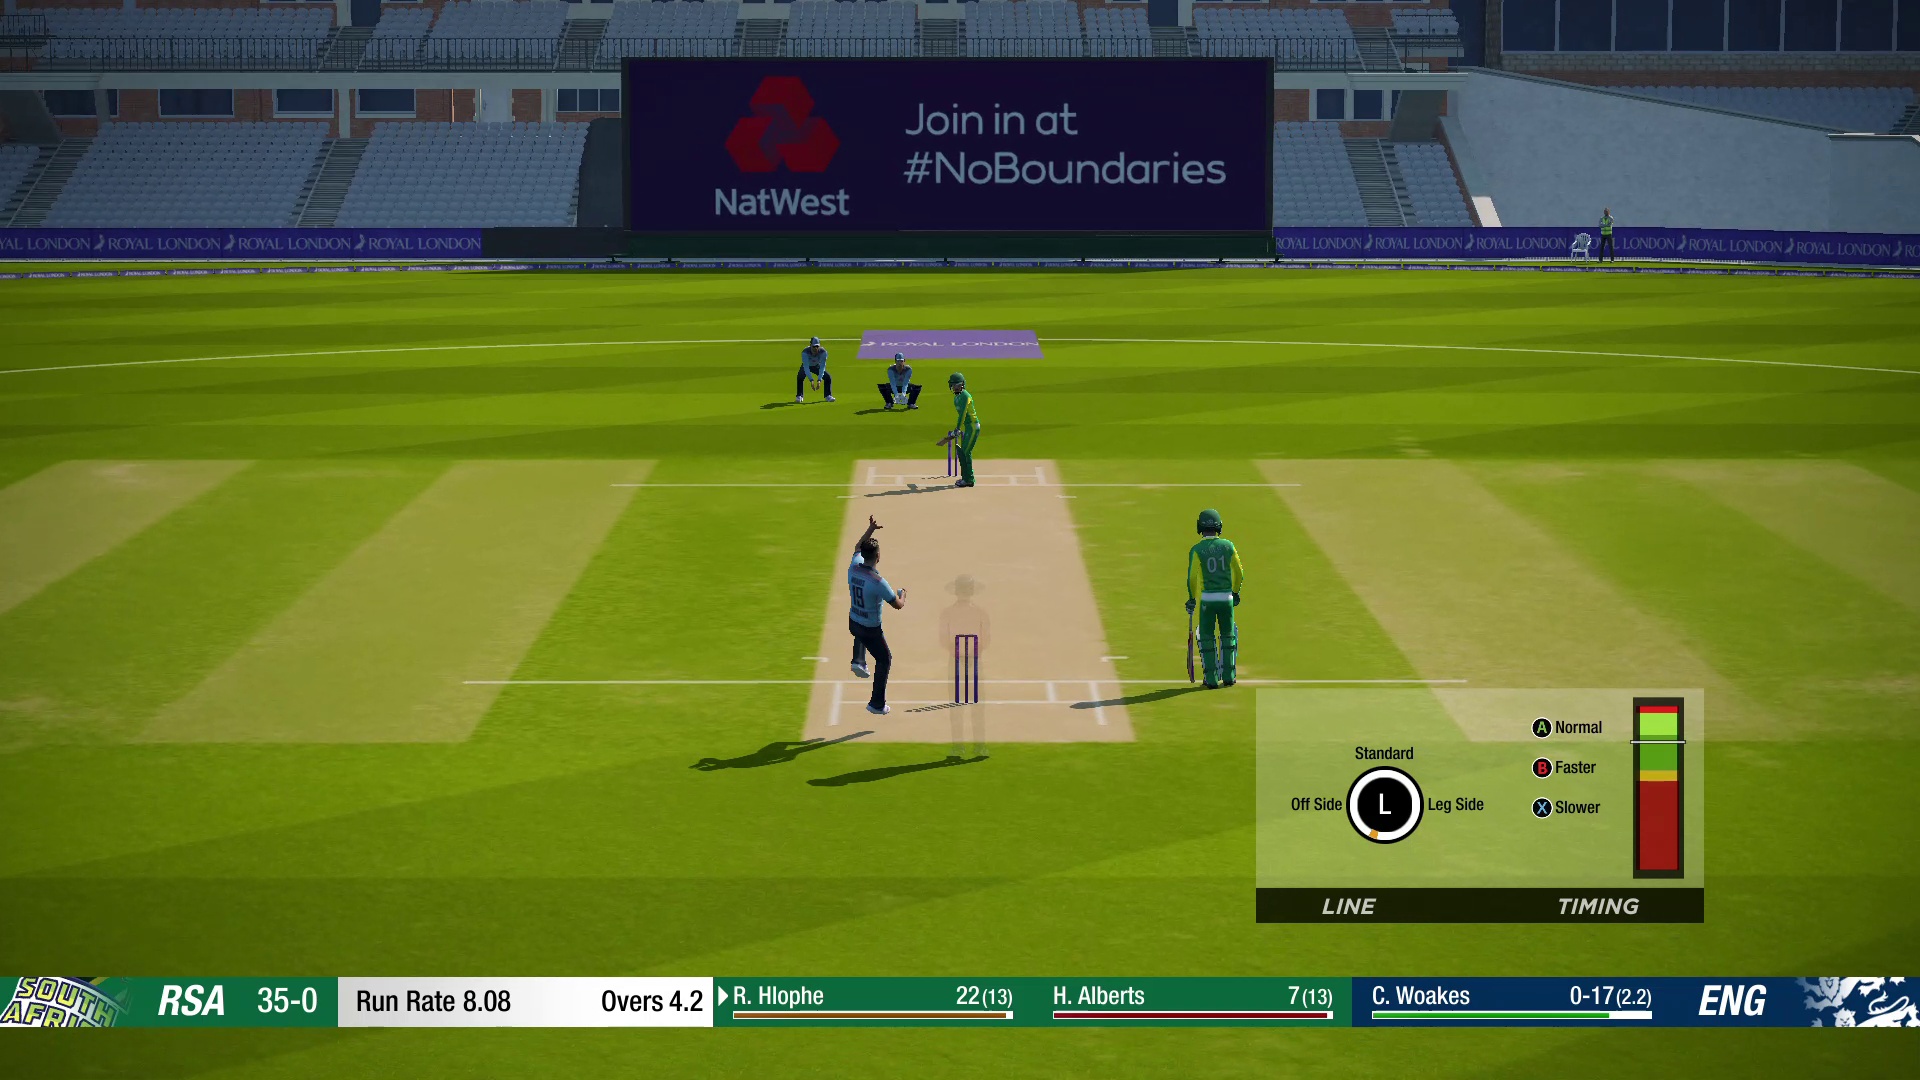 Join in at
#NoBoundaries
NatWest
ROYAL LONDON ROYAL LONDON ROYAL LONDON
ROYAL LONDON ROYAL LONDON ROYAL LONDON LONDON ROYAL LONDON ROYAL LONDON
ROYAL LONDON
01
19
A Normal
Standard
B Faster
Off Side L Leg Side
X Slower
LINE TIMING
SOUTH
RSA 35-0 Run Rate 8.08 Overs 4.2 R. Hlophe 22(13) H. Alberts 7(13) C. Woakes 0-17(2.2) ENG